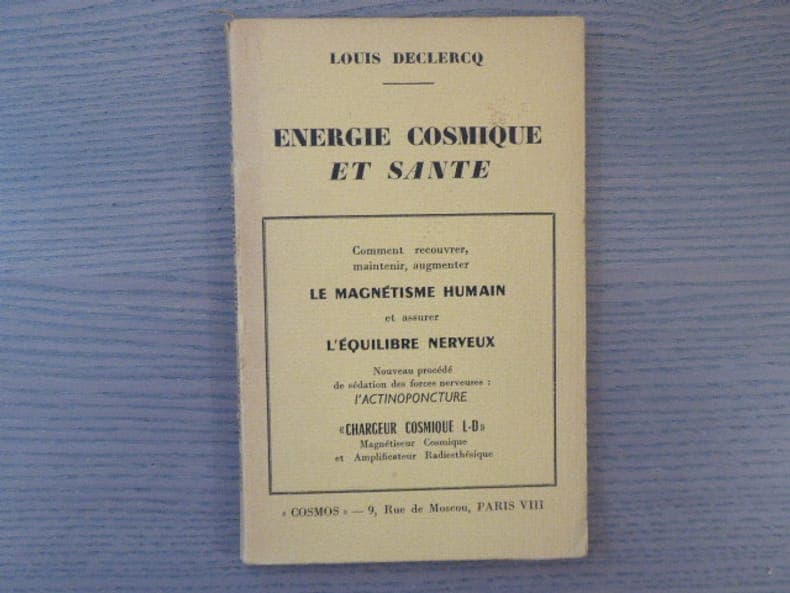 LOUIS DECLERCQ
ENERGIE COSMIQUE
ET SANTE
Comment recouvrer,
maintenir, augmenter
LE MAGNÉTISME HUMAIN
et assurer
L'ÉQUILIBRE NERVEUX
Nouveau procédé
de sédation des forces nerveuses :
l'ACTINOPONCTURE
«CHARGEUR COSMIQUE L-D»
Magnétiseur Cosmique
et Amplificateur Radiesthésique
« COSMOS » — 9, Rue de Moscou, PARIS VIII